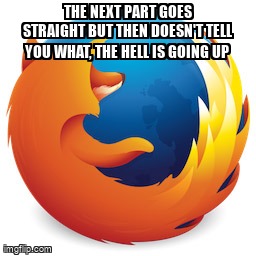 THE NEXT PART GOES
STRAIGHT BUT THEN DOESN'T TELL
YOU WHAT, THE HELL IS GOING UP
imgflip.com